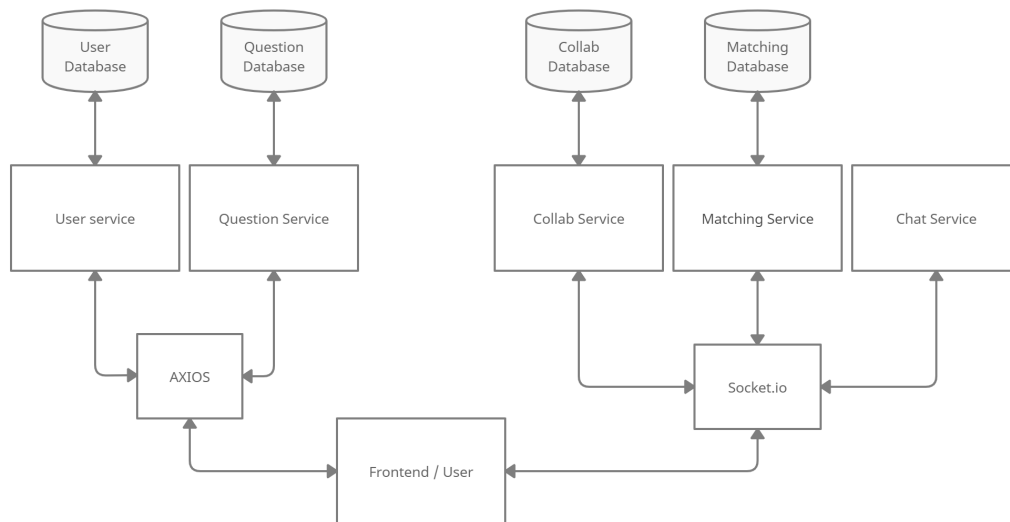 User
Database
Question
Database
Collab
Database
Matching
Database
User service
Question Service
Collab Service
Matching Service
Chat Service
AXIOS
Socket.io
Frontend / User